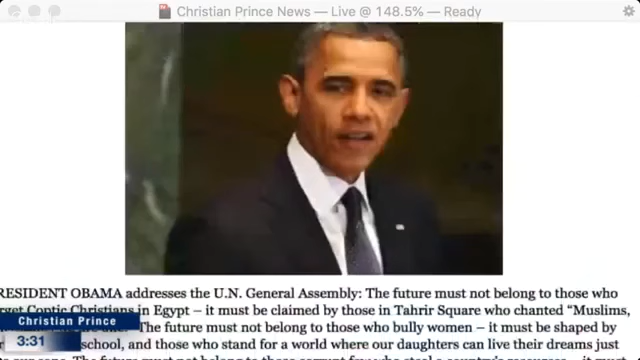 Christian Prince News — Live @ 148.5% — Ready
RESIDENT OBAMA addresses the U.N. General Assembly: The future must not belong to those who
rget Coptic Christians in Egypt – it must be claimed by those in Tahrir Square who chanted “Muslims,
Christian Prince
The future must not belong to those who bully women – it must be shaped by
3:31
school, and those who stand for a world where our daughters can live their dreams just